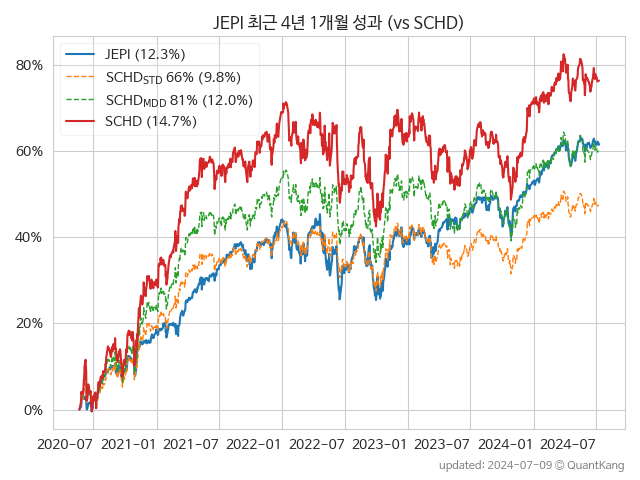 JEPI 최근 4년 1개월 성과 (vs SCHD)
JEPI (12.3%)
SCHD_STD 66% (9.8%)
SCHD_MDD 81% (12.0%)
SCHD (14.7%)
80%
60%
40%
20%
0%
2020-07 2021-01 2021-07 2022-01 2022-07 2023-01 2023-07 2024-01 2024-07
updated: 2024-07-09 © QuantKang